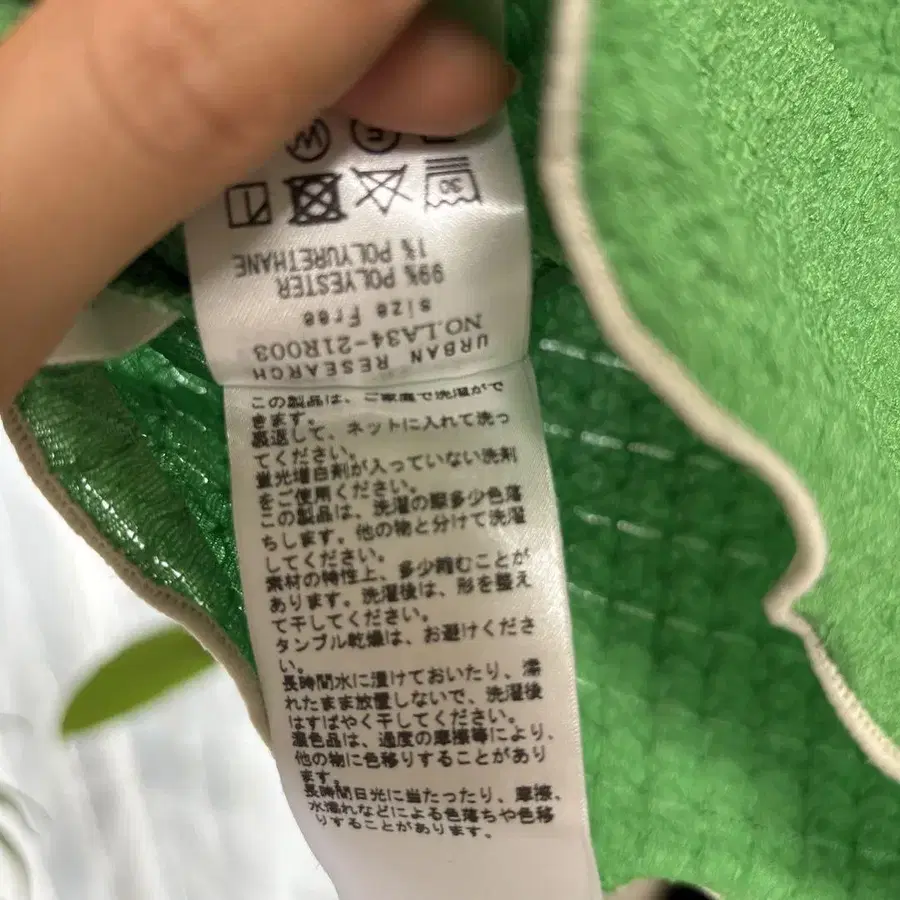 W
30
1% POLYURETHANE
99% POLYESTER
size Free
NO.LA34-21R003
URBAN RESEARCH
この製品は、ご家庭で洗濯がで
きます。
裏返して、ネットに入れて洗っ
てください。
蛍光増白剤が入っていない洗剤
をご使用ください。
この製品は、洗濯の際多少色落
ちします。他の物と分けて洗濯
してください。
素材の特性上、多少縮むことが
あります。洗濯後は、形を整え
て干してください。
タンブル乾燥は、お避けくださ
い。
長時間水に漬けておいたり、濡
れたまま放置しないで、洗濯後
はすばやく干してください。
濃色品は、過度の摩擦等により、
他の物に色移りすることがあり
ます。
長時間日光に当たったり、摩擦、
水濡れなどによる色落ちや色移
りすることがあります。